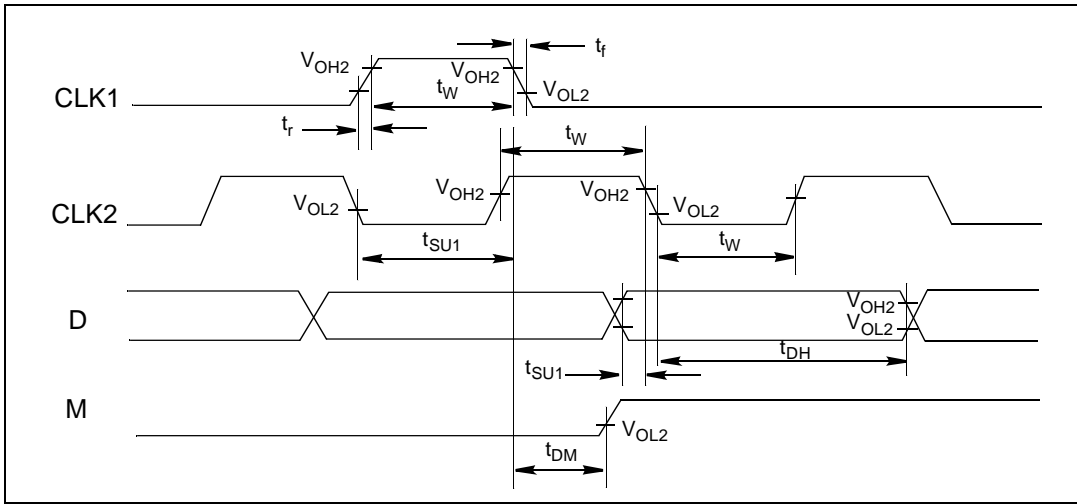 t_f
V_OH2 V_OH2
CLK1 t_W V_OL2
t_r
t_W
V_OH2 V_OH2
CLK2 V_OL2 V_OL2
t_SU1 t_W
D V_OH2
V_OL2
t_DH
t_SU1
M
V_OL2
t_DM